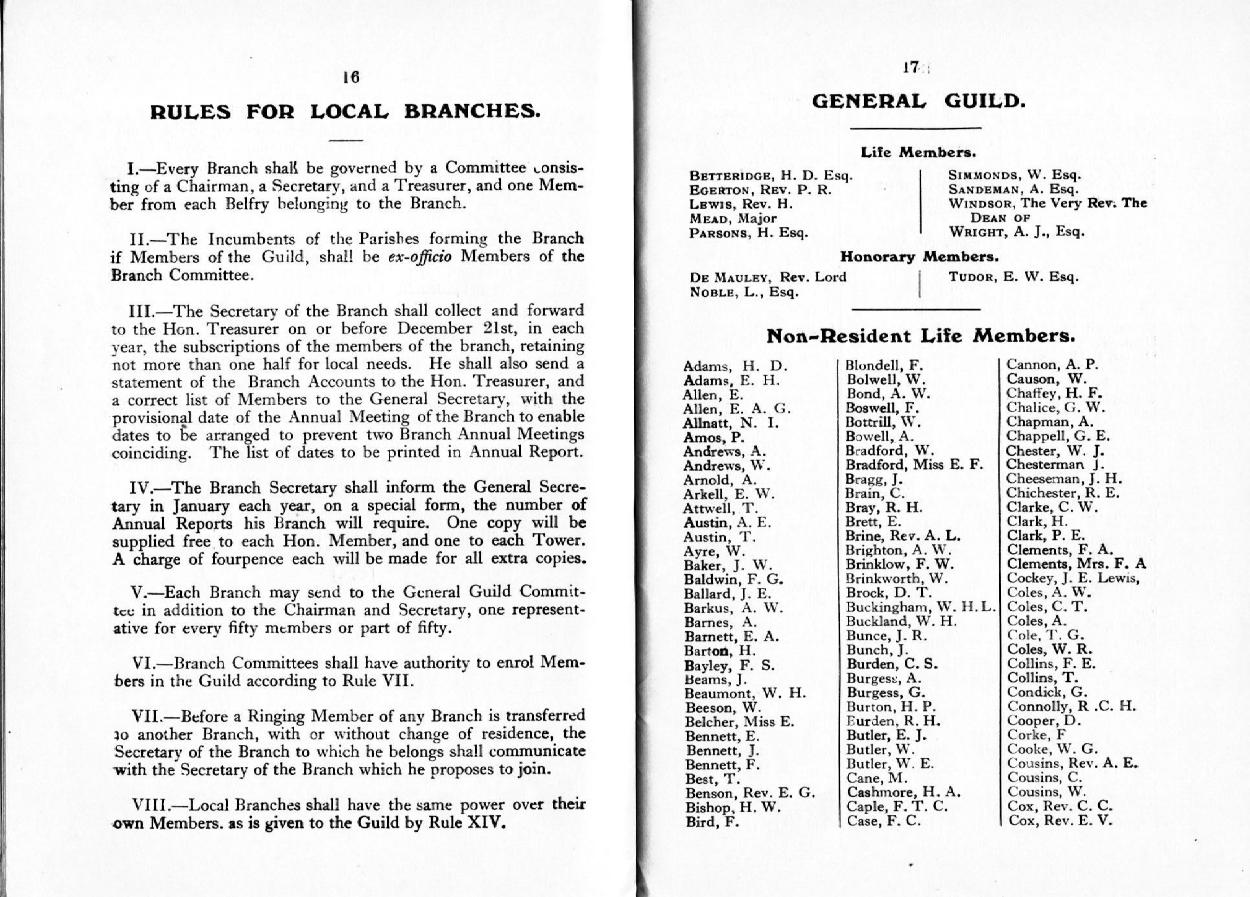 16
RULES FOR LOCAL BRANCHES.
I.—Every Branch shall be governed by a Committee consis-
ting of a Chairman, a Secretary, and a Treasurer, and one Mem-
ber from each Belfry belonging to the Branch.
II.—The Incumbents of the Parishes forming the Branch
if Members of the Guild, shall be ex-officio Members of the
Branch Committee.
III.—The Secretary of the Branch shall collect and forward
to the Hon. Treasurer on or before December 21st, in each
year, the subscriptions of the members of the branch, retaining
not more than one half for local needs. He shall also send a
statement of the Branch Accounts to the Hon. Treasurer, and
a correct list of Members to the General Secretary, with the
provisional date of the Annual Meeting of the Branch to enable
dates to be arranged to prevent two Branch Annual Meetings
coinciding. The list of dates to be printed in Annual Report.
IV.—The Branch Secretary shall inform the General Secre-
tary in January each year, on a special form, the number of
Annual Reports his Branch will require. One copy will be
supplied free to each Hon. Member, and one to each Tower.
A charge of fourpence each will be made for all extra copies.
V.—Each Branch may send to the General Guild Commit-
tee in addition to the Chairman and Secretary, one represent-
ative for every fifty members or part of fifty.
VI.—Branch Committees shall have authority to enrol Mem-
bers in the Guild according to Rule VII.
VII.—Before a Ringing Member of any Branch is transferred
to another Branch, with or without change of residence, the
Secretary of the Branch to which he belongs shall communicate
with the Secretary of the Branch which he proposes to join.
VIII.—Local Branches shall have the same power over their
own Members. as is given to the Guild by Rule XIV.
17
GENERAL GUILD.
Life Members.
BETTERIDGE, H. D. Esq.
EGERTON, REV. P. R.
LEWIS, Rev. H.
MEAD, Major
PARSONS, H. Esq.
SIMMONDS, W. Esq.
SANDEMAN, A. Esq.
WINDSOR, The Very Rev. The
DEAN OF
WRIGHT, A. J., Esq.
Honorary Members.
DE MAULEY, Rev. Lord
NOBLE, L., Esq.
TUDOR, E. W. Esq.
Non-Resident Life Members.
Adams, H. D.
Adams, E. H.
Allen, E.
Allen, E. A. G.
Allnatt, N. I.
Amos, P.
Andrews, A.
Andrews, W.
Arnold, A.
Arkell, E. W.
Attwell, T.
Austin, A. E.
Austin, T.
Ayre, W.
Baker, J. W.
Baldwin, F. G.
Ballard, J. E.
Barkus, A. W.
Barnes, A.
Barnett, E. A.
Barton, H.
Bayley, F. S.
Beams, J.
Beaumont, W. H.
Beeson, W.
Belcher, Miss E.
Bennett, E.
Bennett, J.
Bennett, F.
Best, T.
Benson, Rev. E. G.
Bishop, H. W.
Bird, F.
Blondell, F.
Bolwell, W.
Bond, A. W.
Boswell, F.
Bottrill, W.
Bowell, A.
Bradford, W.
Bradford, Miss E. F.
Bragg, J.
Brain, C.
Bray, R. H.
Brett, E.
Brine, Rev. A. L.
Brighton, A. W.
Brinklow, F. W.
Brinkworth, W.
Brock, D. T.
Buckingham, W. H. L.
Buckland, W. H.
Bunce, J. R.
Bunch, J.
Burden, C. S.
Burgess, A.
Burgess, G.
Burton, H. P.
Eurden, R. H.
Butler, E. J.
Butler, W.
Butler, W. E.
Cane, M.
Cashmore, H. A.
Caple, F. T. C.
Case, F. C.
Cannon, A. P.
Causon, W.
Chaffey, H. F.
Chalice, G. W.
Chapman, A.
Chappell, G. E.
Chester, W. J.
Chesterman J.
Cheeseman, J. H.
Chichester, R. E.
Clarke, C. W.
Clark, H.
Clark, P. E.
Clements, F. A.
Clements, Mrs. F. A
Cockey, J. E. Lewis,
Coles, A. W.
Coles, C. T.
Coles, A.
Cole, T. G.
Coles, W. R.
Collins, F. E.
Collins, T.
Condick, G.
Connolly, R .C. H.
Cooper, D.
Corke, F
Cooke, W. G.
Cousins, Rev. A. E.
Cousins, C.
Cousins, W.
Cox, Rev. C. C.
Cox, Rev. E. V.